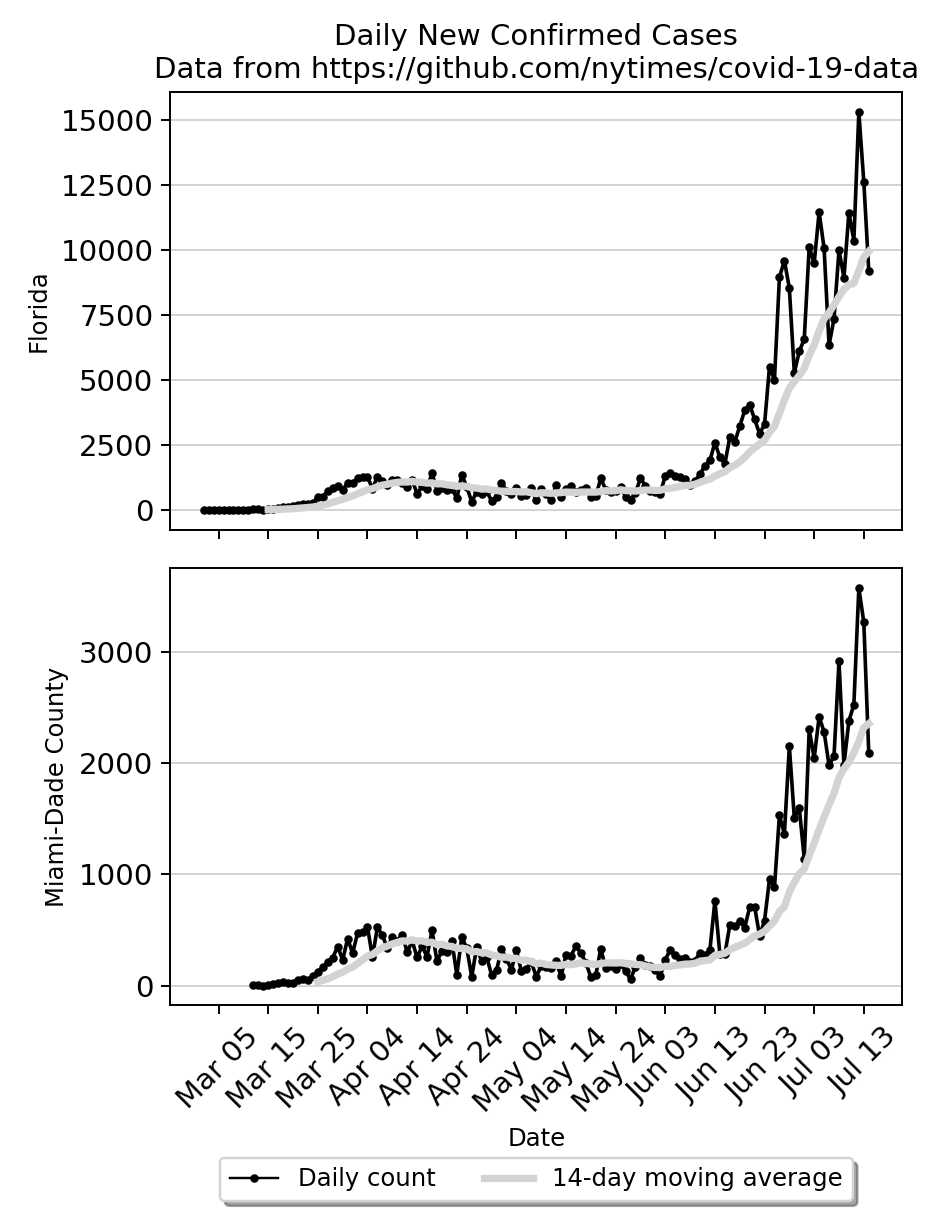 Daily New Confirmed Cases
Data from https://github.com/nytimes/covid-19-data
15000
12500
10000
7500
5000
2500
0
Florida
3000
2000
1000
0
Miami-Dade County
Mar 05
Mar 15
Mar 25
Apr 04
Apr 14
Apr 24
May 04
May 14
May 24
Jun 03
Jun 13
Jun 23
Jul 03
Jul 13
Date
Daily count
14-day moving average